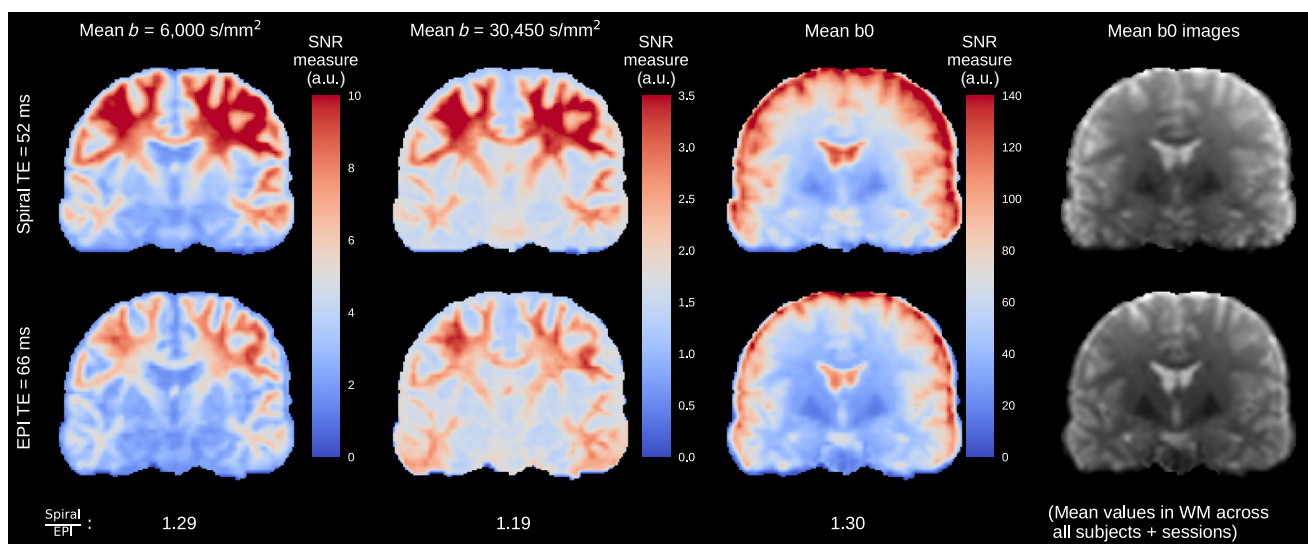 Mean b = 6,000 s/mm²
Mean b = 30,450 s/mm²
Mean b0
Mean b0 images
SNR
measure
(a.u.)
SNR
measure
(a.u.)
SNR
measure
(a.u.)
Spiral TE = 52 ms
10
8
6
4
2
0
3.5
3.0
2.5
2.0
1.5
1.0
0.5
0.0
140
120
100
80
60
40
20
0
EPI TE = 66 ms
Spiral
EPI :
1.29
1.19
1.30
(Mean values in WM across
all subjects + sessions)